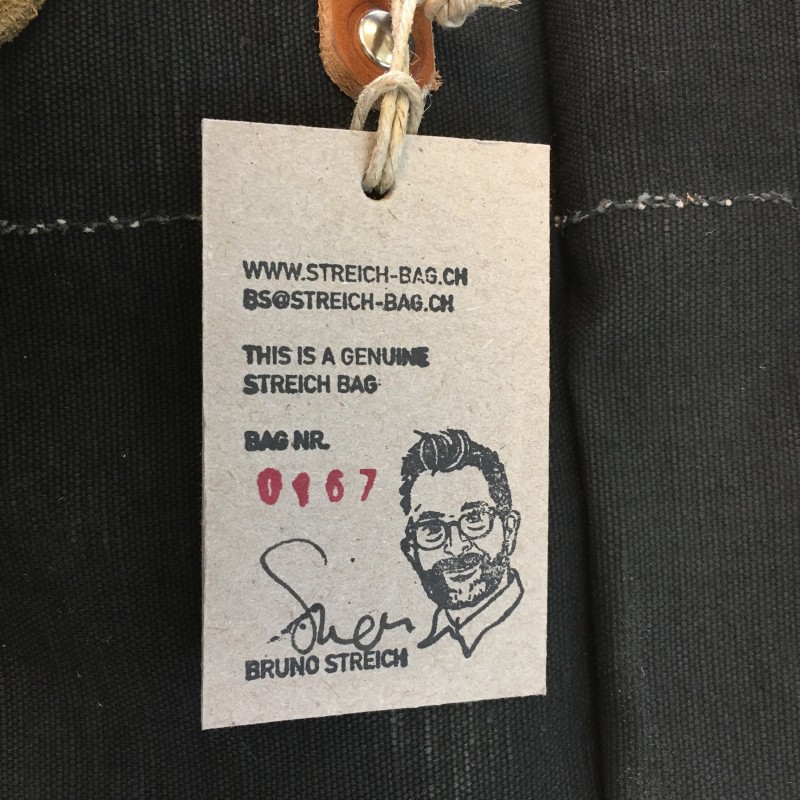 WWW.STREICH-BAG.CH
BS@STREICH-BAG.CH
THIS IS A GENUINE
STREICH BAG
BAG NR.
0167
BRUNO STREICH